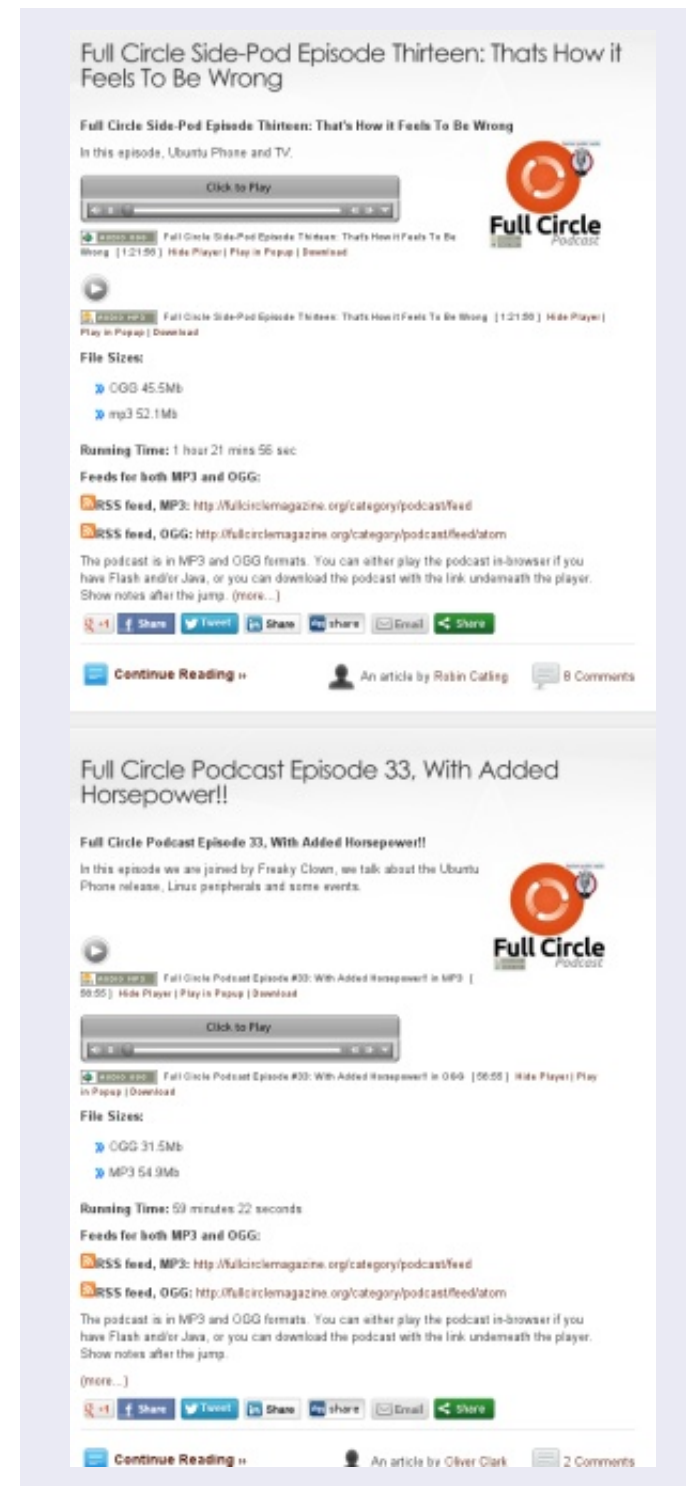 Full Circle Side-Pod Episode Thirteen: Thats How it
Feels To Be Wrong
Full Circle Side-Pod Episode Thirteen: That's How it Feels To Be Wrong
In this episode, Ubuntu Phone and TV.
Full Circle
Podcast
Click to Play
AUDIO OGG Full Circle Side-Pod Episode Thirteen: Thats How it Feels To Be
Wrong [1:21:56] Hide Player | Play in Popup | Download
AUDIO MP3 Full Circle Side-Pod Episode Thirteen: Thats How it Feels To Be Wrong [1:21:56] Hide Player |
Play in Popup | Download
File Sizes:
OGG 45.5Mb
mp3 52.1Mb
Running Time: 1 hour 21 mins 56 sec
Feeds for both MP3 and OGG:
RSS feed, MP3: http://fullcirclemagazine.org/category/podcast/feed
RSS feed, OGG: http://fullcirclemagazine.org/category/podcast/feed/atom
The podcast is in MP3 and OGG formats. You can either play the podcast in-browser if you
have Flash and/or Java, or you can download the podcast with the link underneath the player.
Show notes after the jump. (more...)
+1 Share Tweet Share share Email Share
Continue Reading » An article by Robin Catling 8 Comments
Full Circle Podcast Episode 33, With Added
Horsepower!!
Full Circle Podcast Episode 33, With Added Horsepower!!
In this episode we are joined by Freaky Clown, we talk about the Ubuntu
Phone release, Linux peripherals and some events.
Full Circle
Podcast
AUDIO MP3 Full Circle Podcast Episode #33: With Added Horsepower!! in MP3 [
56:55] Hide Player | Play in Popup | Download
Click to Play
AUDIO OGG Full Circle Podcast Episode #33: With Added Horsepower!! in OGG [56:55] Hide Player | Play
in Popup | Download
File Sizes:
OGG 31.5Mb
MP3 54.9Mb
Running Time: 59 minutes 22 seconds
Feeds for both MP3 and OGG:
RSS feed, MP3: http://fullcirclemagazine.org/category/podcast/feed
RSS feed, OGG: http://fullcirclemagazine.org/category/podcast/feed/atom
The podcast is in MP3 and OGG formats. You can either play the podcast in-browser if you
have Flash and/or Java, or you can download the podcast with the link underneath the player.
Show notes after the jump.
(more...)
+1 Share Tweet Share share Email Share
Continue Reading » An article by Oliver Clark 2 Comments